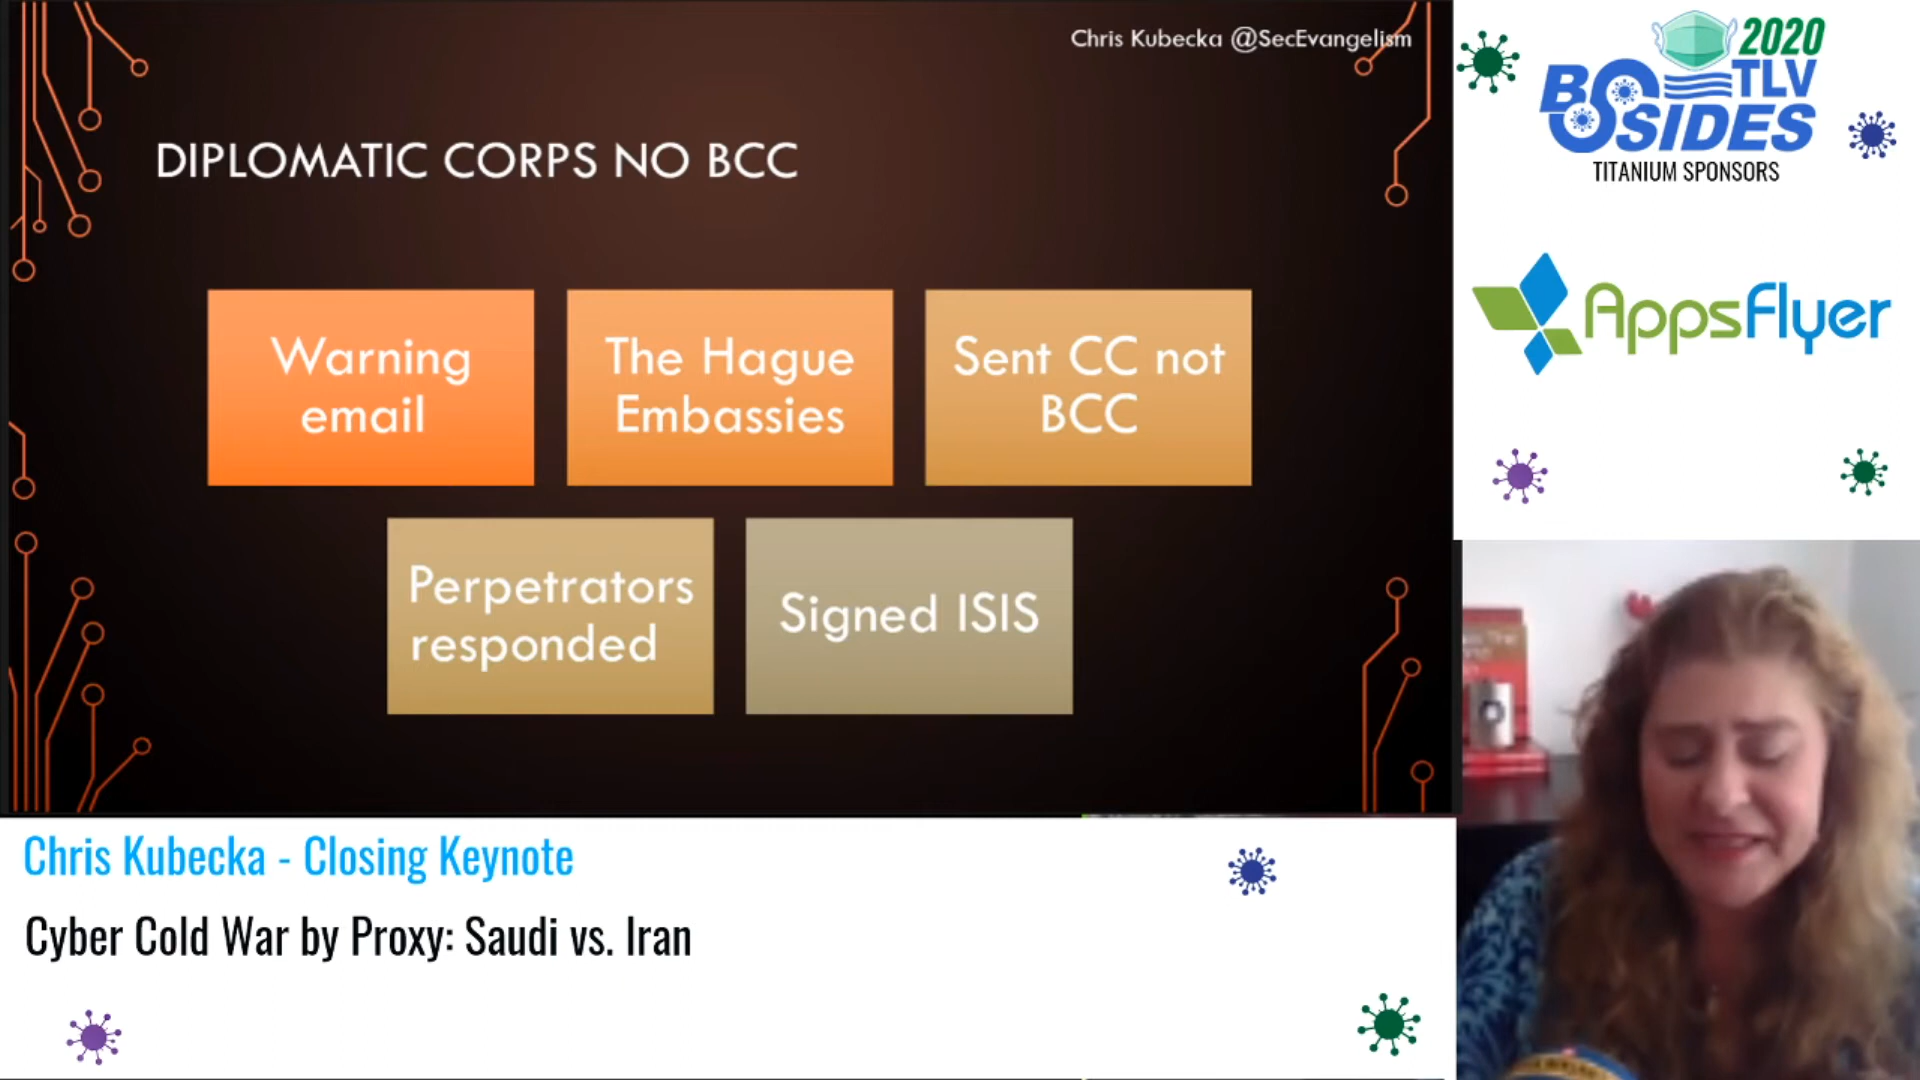 Chris Kubecka @SecEvangelism
DIPLOMATIC CORPS NO BCC
Warning
email
The Hague
Embassies
Sent CC not
BCC
Perpetrators
responded
Signed ISIS
2020
BSIDES
TLV
TITANIUM SPONSORS
AppsFlyer
Chris Kubecka - Closing Keynote
Cyber Cold War by Proxy: Saudi vs. Iran